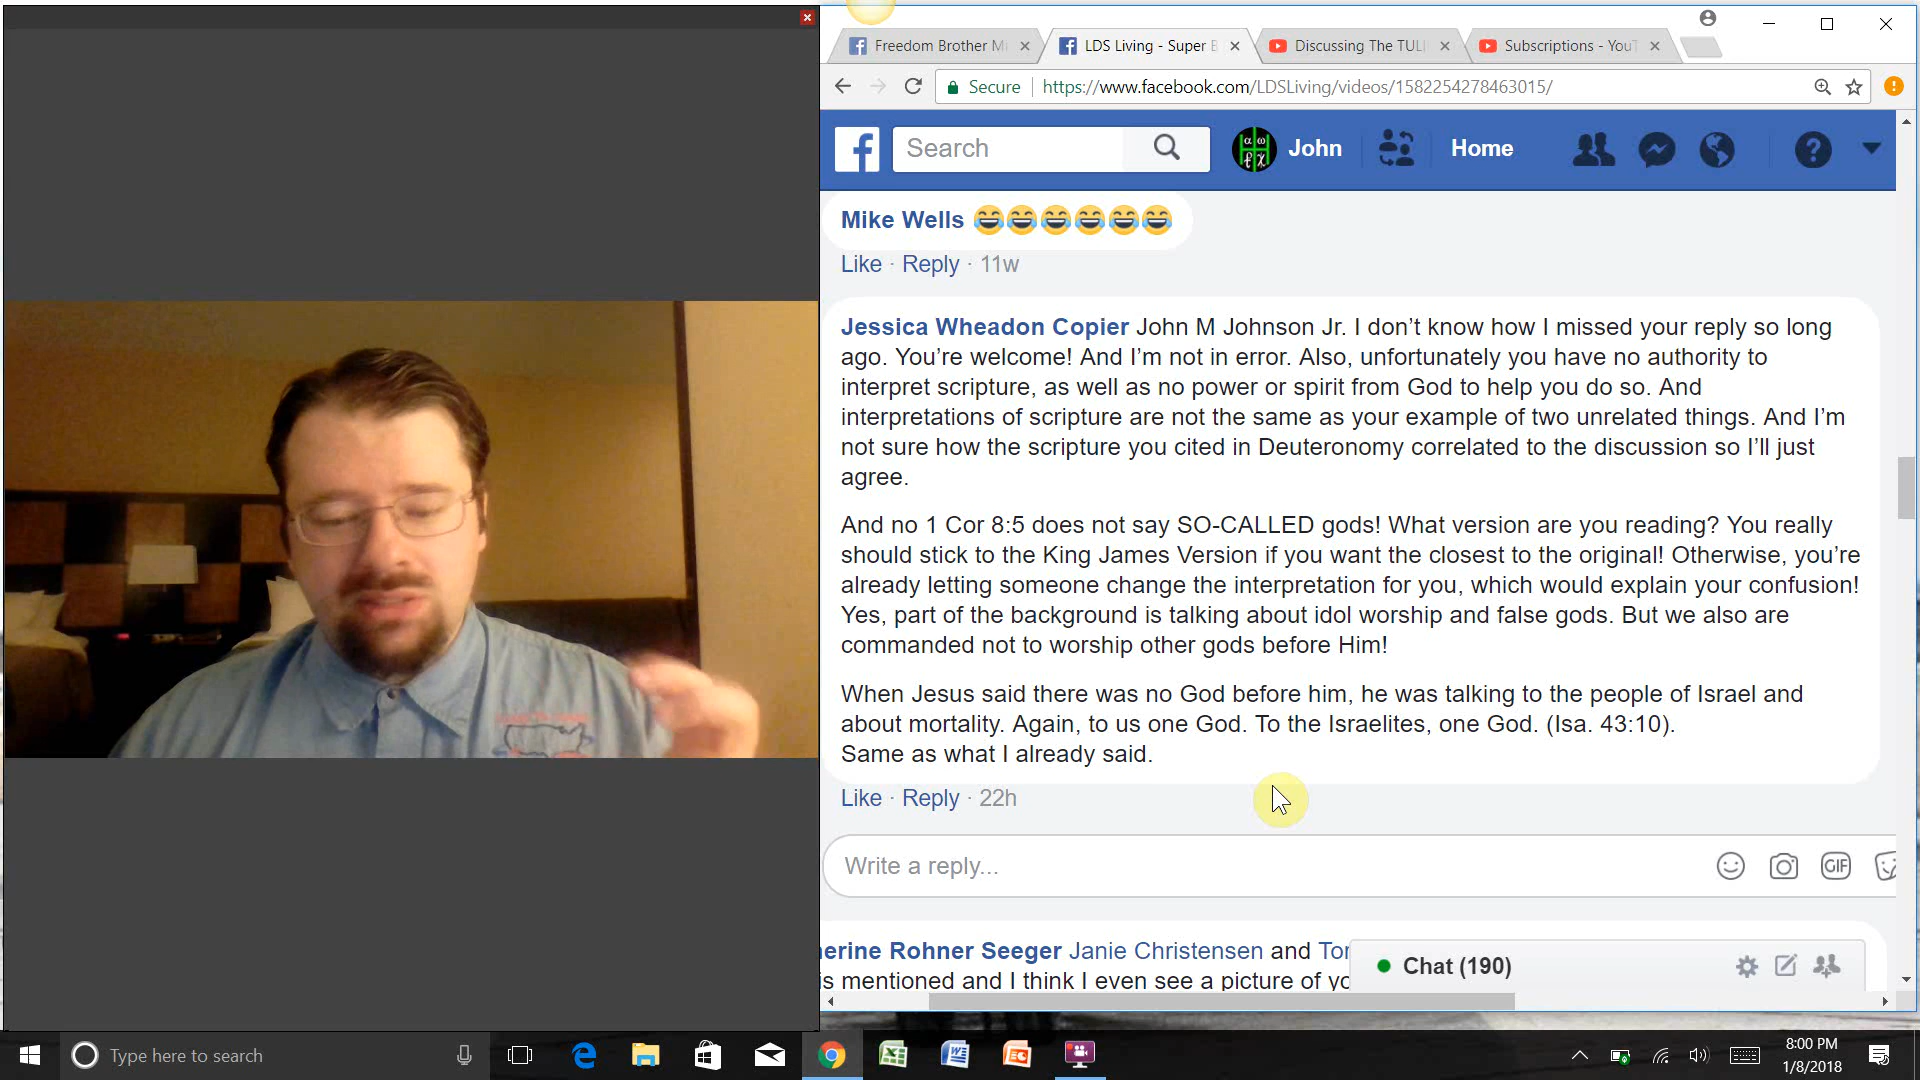 Freedom Brother M
LDS Living - Super B
Discussing The TULI
Subscriptions - YouT
Secure
https://www.facebook.com/LDSLiving/videos/1582254278463015/
Search
John
Home
Mike Wells 😂😂😂😂😂😂
Like · Reply · 11w
Jessica Wheadon Copier John M Johnson Jr. I don't know how I missed your reply so long
ago. You're welcome! And I'm not in error. Also, unfortunately you have no authority to
interpret scripture, as well as no power or spirit from God to help you do so. And
interpretations of scripture are not the same as your example of two unrelated things. And I'm
not sure how the scripture you cited in Deuteronomy correlated to the discussion so I'll just
agree.
And no 1 Cor 8:5 does not say SO-CALLED gods! What version are you reading? You really
should stick to the King James Version if you want the closest to the original! Otherwise, you're
already letting someone change the interpretation for you, which would explain your confusion!
Yes, part of the background is talking about idol worship and false gods. But we also are
commanded not to worship other gods before Him!
When Jesus said there was no God before him, he was talking to the people of Israel and
about mortality. Again, to us one God. To the Israelites, one God. (Isa. 43:10).
Same as what I already said.
Like · Reply · 22h
Write a reply...
GIF
erine Rohner Seeger Janie Christensen and Tor
is mentioned and I think I even see a picture of yo
Chat (190)
Type here to search
8:00 PM
1/8/2018